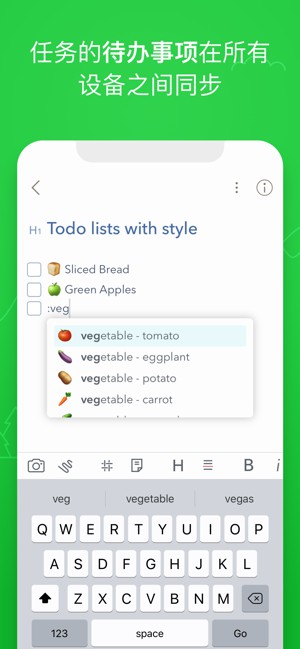 任务的待办事项在所有
设备之间同步
H1 Todo lists with style
🍞 Sliced Bread
🍏 Green Apples
:veg
🍅 vegetable - tomato
🍆 vegetable - eggplant
🥔 vegetable - potato
🥕 vegetable - carrot
H B i
veg vegetable vegas
Q W E R T Y U I O P
A S D F G H J K L
Z X C V B N M
123 space Go